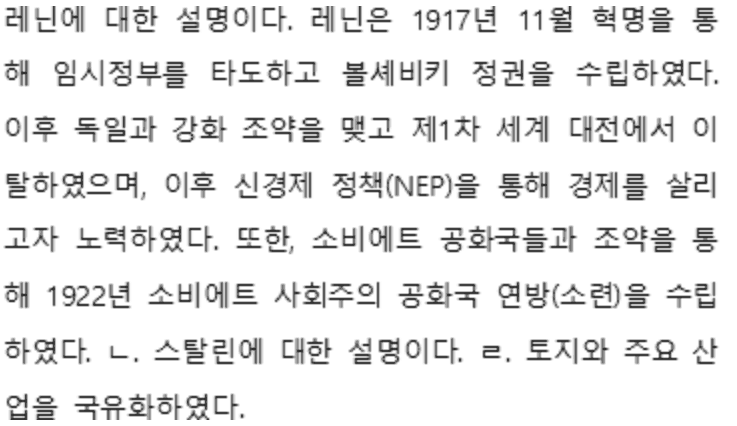 레닌에 대한 설명이다. 레닌은 1917년 11월 혁명을 통
해 임시정부를 타도하고 볼셰비키 정권을 수립하였다.
이후 독일과 강화 조약을 맺고 제1차 세계 대전에서 이
탈하였으며, 이후 신경제 정책(NEP)을 통해 경제를 살리
고자 노력하였다. 또한, 소비에트 공화국들과 조약을 통
해 1922년 소비에트 사회주의 공화국 연방(소련)을 수립
하였다. ㄴ. 스탈린에 대한 설명이다. ㄹ. 토지와 주요 산
업을 국유화하였다.